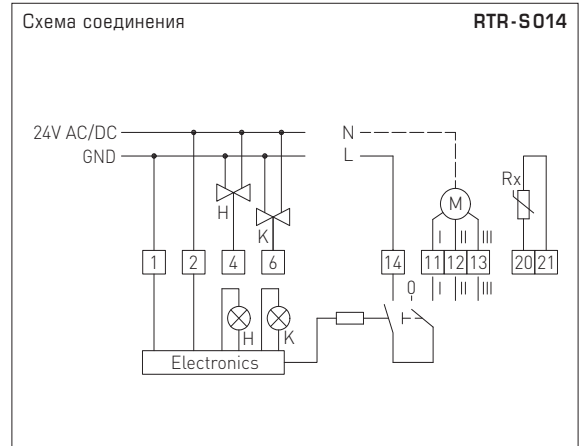 Схема соединения RTR-S014
24V AC/DC N
GND L
Rx
M
H
K I II III
1 2 4 6 14 11 12 13 20 21
0 I II III
H K
Electronics